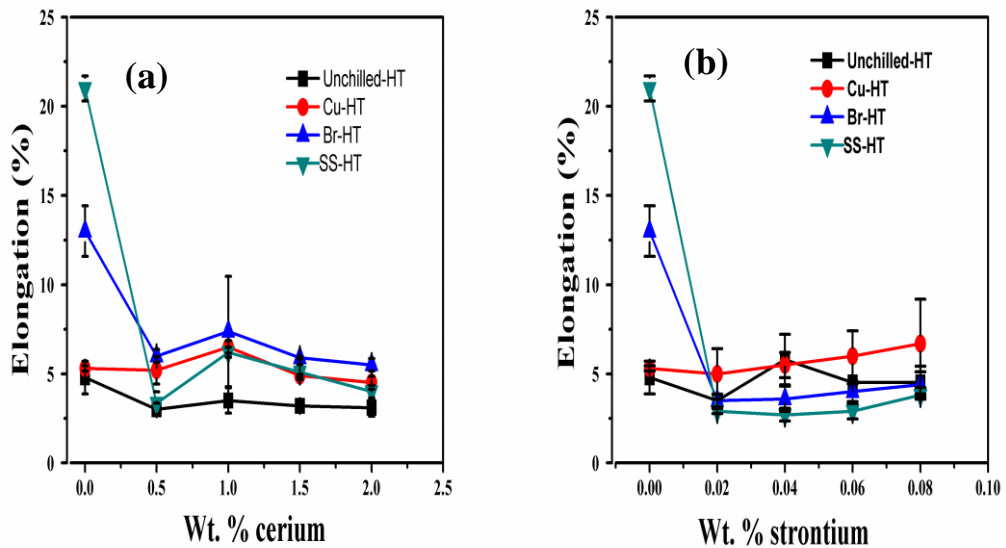 (a)
Unchilled-HT
Cu-HT
Br-HT
SS-HT
Elongation (%)
25
20
15
10
5
0
0.0 0.5 1.0 1.5 2.0 2.5
Wt. % cerium
(b)
Unchilled-HT
Cu-HT
Br-HT
SS-HT
Elongation (%)
25
20
15
10
5
0
0.00 0.02 0.04 0.06 0.08 0.10
Wt. % strontium